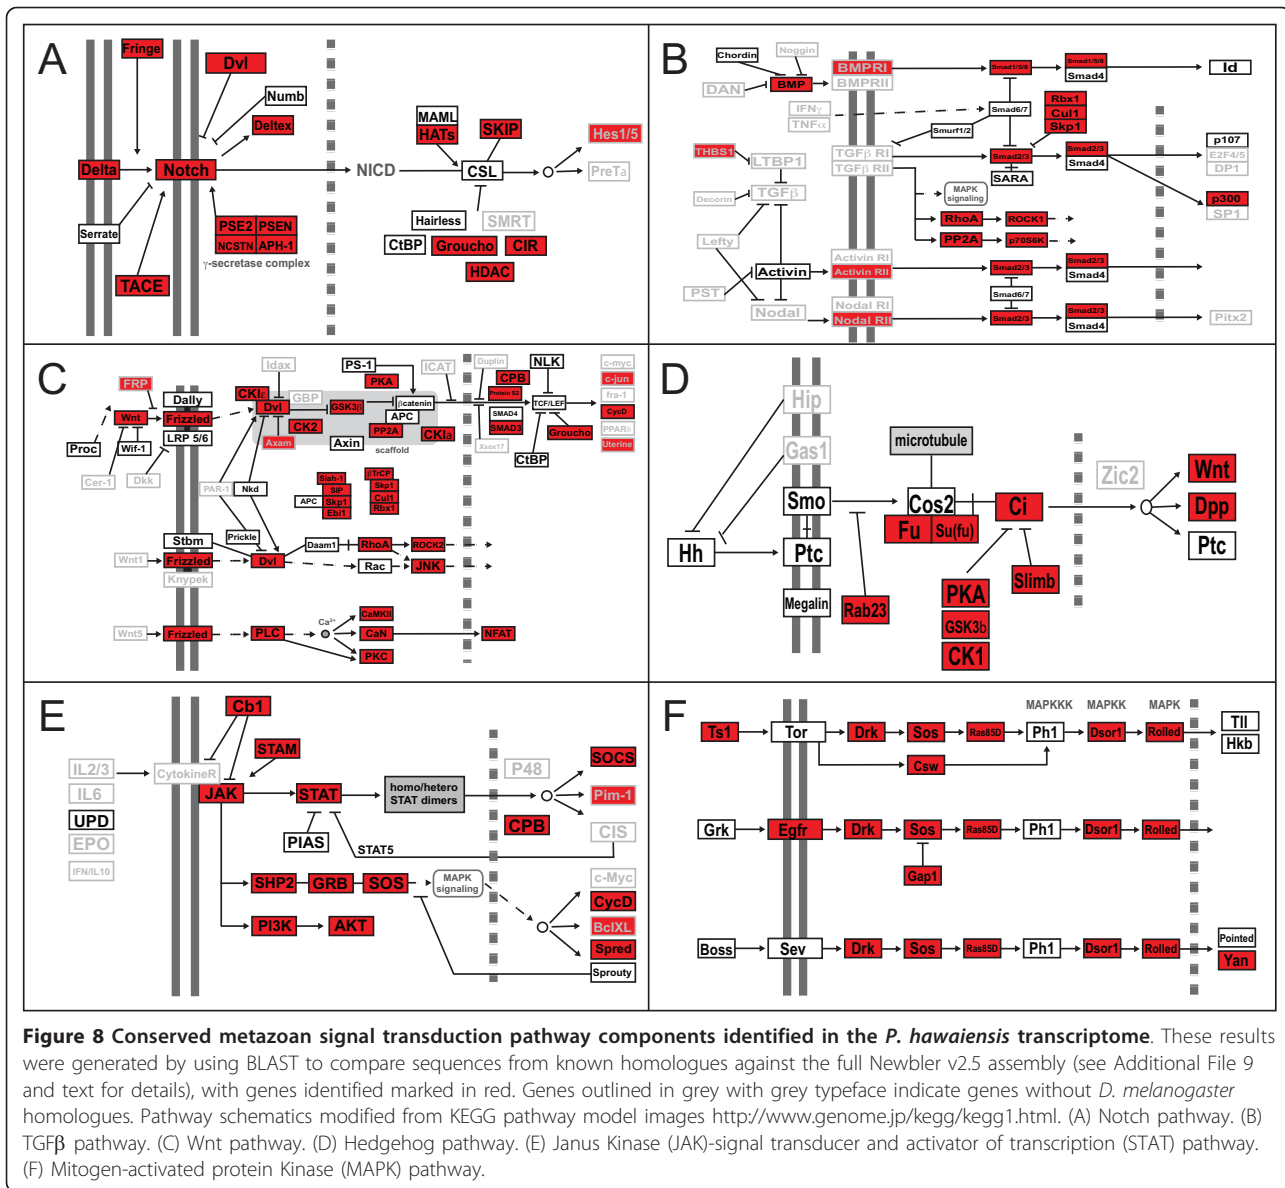 A
Fringe
Dvl
Numb
Deltex
Delta
Notch
Serrate
PSE2 PSEN
NCSTN APH-1
γ-secretase complex
TACE
NICD
MAML
HATs
SKIP
CSL
Hairless
SMRT
CtBP
Groucho
CIR
HDAC
Hes1/5
PreTa
B
Chordin
Noggin
DAN
BMP
BMPRI
BMPRII
Smad1/5/8
Smad1/5/8
Smad4
Id
IFNγ
TNFα
Smad6/7
Smurf1/2
Rbx1
Cul1
Skp1
THBS1
LTBP1
TGFβ RI
TGFβ RII
Smad2/3
SARA
Smad2/3
Smad4
p107
E2F4/5
DP1
TGFβ
Decorin
MAPK
signaling
p300
SP1
RhoA
ROCK1
PP2A
p70S6K
Lefty
Activin
Activin RI
Activin RII
Smad2/3
Smad2/3
Smad4
PST
Smad6/7
Nodal
Nodal RI
Nodal RII
Smad2/3
Smad2/3
Smad4
Pitx2
C
FRP
Dally
Wnt
Frizzled
Proc
Wif-1
LRP 5/6
Cer-1
Dkk
Idax
CKIε
GBP
Dvl
GSK3β
PS-1
PKA
ICAT
βcatenin
APC
CK2
PP2A
CKIa
Axam
Axin
scaffold
Duplin
NLK
CPB
Protein 52
TCF/LEF
SMAD4
SMAD3
Groucho
Xsox17
CtBP
c-myc
c-jun
fra-1
CycD
PPARδ
Uterine
PAR-1
Nkd
APC
Siah-1
SIP
Skp1
Ebi1
βTrCP
Skp1
Cul1
Rbx1
Stbm
Prickle
Wnt1
Frizzled
Knypek
Dvl
Daam1
RhoA
ROCK2
Rac
JNK
Wnt5
Frizzled
PLC
Ca²⁺
CaMKII
CaN
PKC
NFAT
D
Hip
Gas1
microtubule
Smo
Cos2
Fu
Su(fu)
Ci
Zic2
Wnt
Dpp
Ptc
Hh
Ptc
Megalin
Rab23
PKA
GSK3b
CK1
Slimb
E
Cb1
STAM
IL2/3
IL6
UPD
EPO
IFN/IL10
CytokineR
JAK
STAT
homo/hetero
STAT dimers
PIAS
STAT5
P48
CPB
SOCS
Pim-1
CIS
SHP2
GRB
SOS
MAPK
signaling
c-Myc
CycD
BclXL
Spred
Sprouty
PI3K
AKT
F
MAPKKK MAPKK MAPK
Ts1
Tor
Drk
Sos
Ras85D
Ph1
Dsor1
Rolled
Tll
Hkb
Csw
Grk
Egfr
Drk
Sos
Ras85D
Ph1
Dsor1
Rolled
Gap1
Boss
Sev
Drk
Sos
Ras85D
Ph1
Dsor1
Rolled
Pointed
Yan
Figure 8 Conserved metazoan signal transduction pathway components identified in the P. hawaiensis transcriptome. These results
were generated by using BLAST to compare sequences from known homologues against the full Newbler v2.5 assembly (see Additional File 9
and text for details), with genes identified marked in red. Genes outlined in grey with grey typeface indicate genes without D. melanogaster
homologues. Pathway schematics modified from KEGG pathway model images http://www.genome.jp/kegg/kegg1.html. (A) Notch pathway. (B)
TGFβ pathway. (C) Wnt pathway. (D) Hedgehog pathway. (E) Janus Kinase (JAK)-signal transducer and activator of transcription (STAT) pathway.
(F) Mitogen-activated protein Kinase (MAPK) pathway.